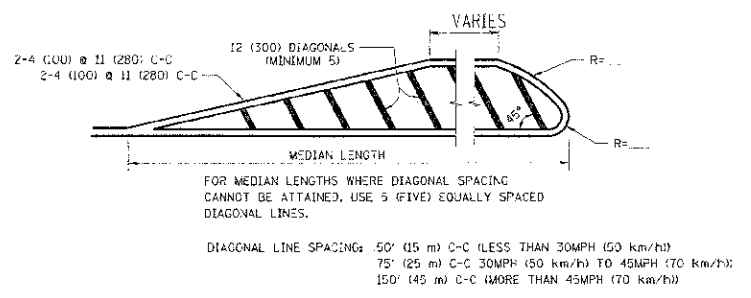 VARIES
2-4 (100) @ 11 (280) C-C
2-4 (100) @ 11 (280) C-C
12 (300) DIAGONALS
(MINIMUM 5)
R=
45°
R=
MEDIAN LENGTH
FOR MEDIAN LENGTHS WHERE DIAGONAL SPACING
CANNOT BE ATTAINED, USE 5 (FIVE) EQUALLY SPACED
DIAGONAL LINES.
DIAGONAL LINE SPACING: 50' (15 m) C-C (LESS THAN 30MPH (50 km/h))
75' (25 m) C-C 30MPH (50 km/h) TO 45MPH (70 km/h))
150' (45 m) C-C (MORE THAN 45MPH (70 km/h))